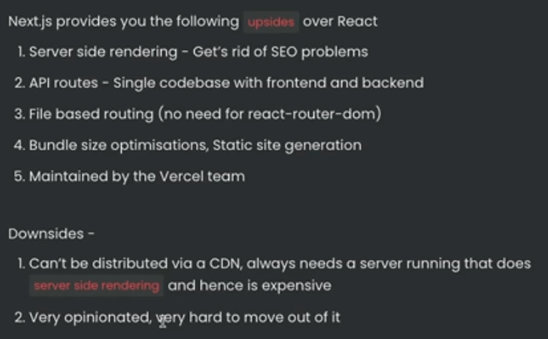 Next.js provides you the following upsides over React
1. Server side rendering - Get's rid of SEO problems
2. API routes - Single codebase with frontend and backend
3. File based routing (no need for react-router-dom)
4. Bundle size optimisations, Static site generation
5. Maintained by the Vercel team
Downsides -
1. Can't be distributed via a CDN, always needs a server running that does
server side rendering and hence is expensive
2. Very opinionated, very hard to move out of it